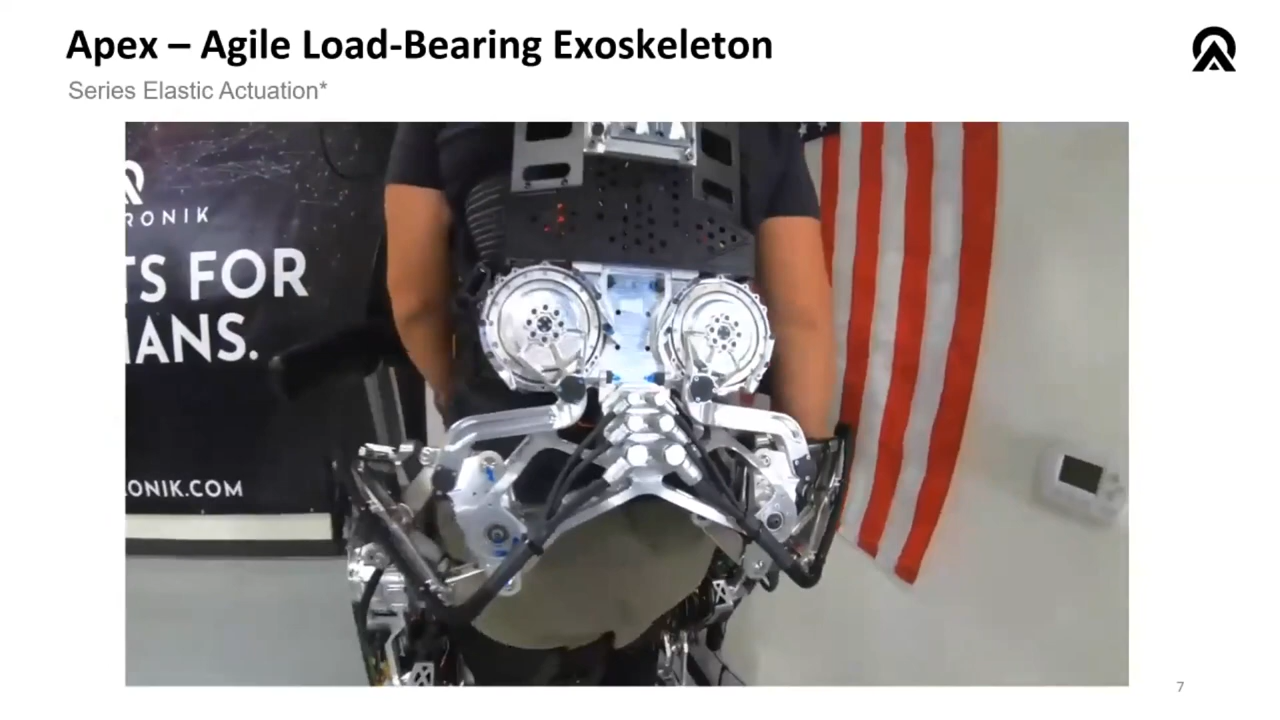 Apex – Agile Load-Bearing Exoskeleton
Series Elastic Actuation*
RONIK
TS FOR
MANS.
RONIK.COM
7